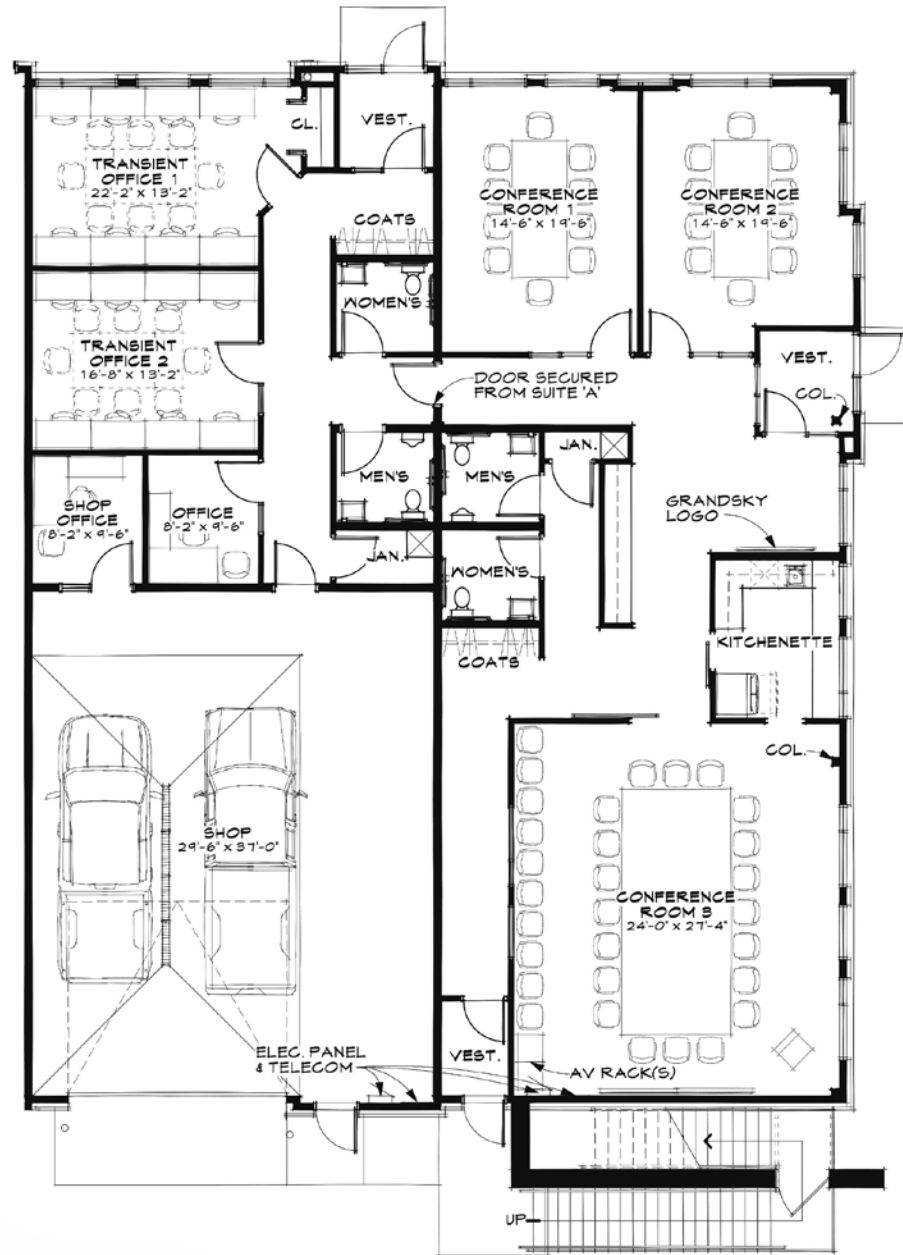 CL.
VEST.
TRANSIENT
OFFICE 1
22'-2" x 13'-2"
CONFERENCE
ROOM 1
14'-6" x 19'-6"
CONFERENCE
ROOM 2
14'-6" x 19'-6"
COATS
WOMEN'S
TRANSIENT
OFFICE 2
16'-8" x 13'-2"
DOOR SECURED
FROM SUITE 'A'
VEST.
COL.
MEN'S
MEN'S
JAN.
SHOP
OFFICE
8'-2" x 9'-6"
OFFICE
8'-2" x 9'-6"
GRANDSKY
LOGO
JAN.
WOMEN'S
COATS
KITCHENETTE
COL.
SHOP
29'-6" x 37'-0"
CONFERENCE
ROOM 3
24'-0" x 27'-4"
ELEC. PANEL
& TELECOM
VEST.
AV RACK(S)
UP